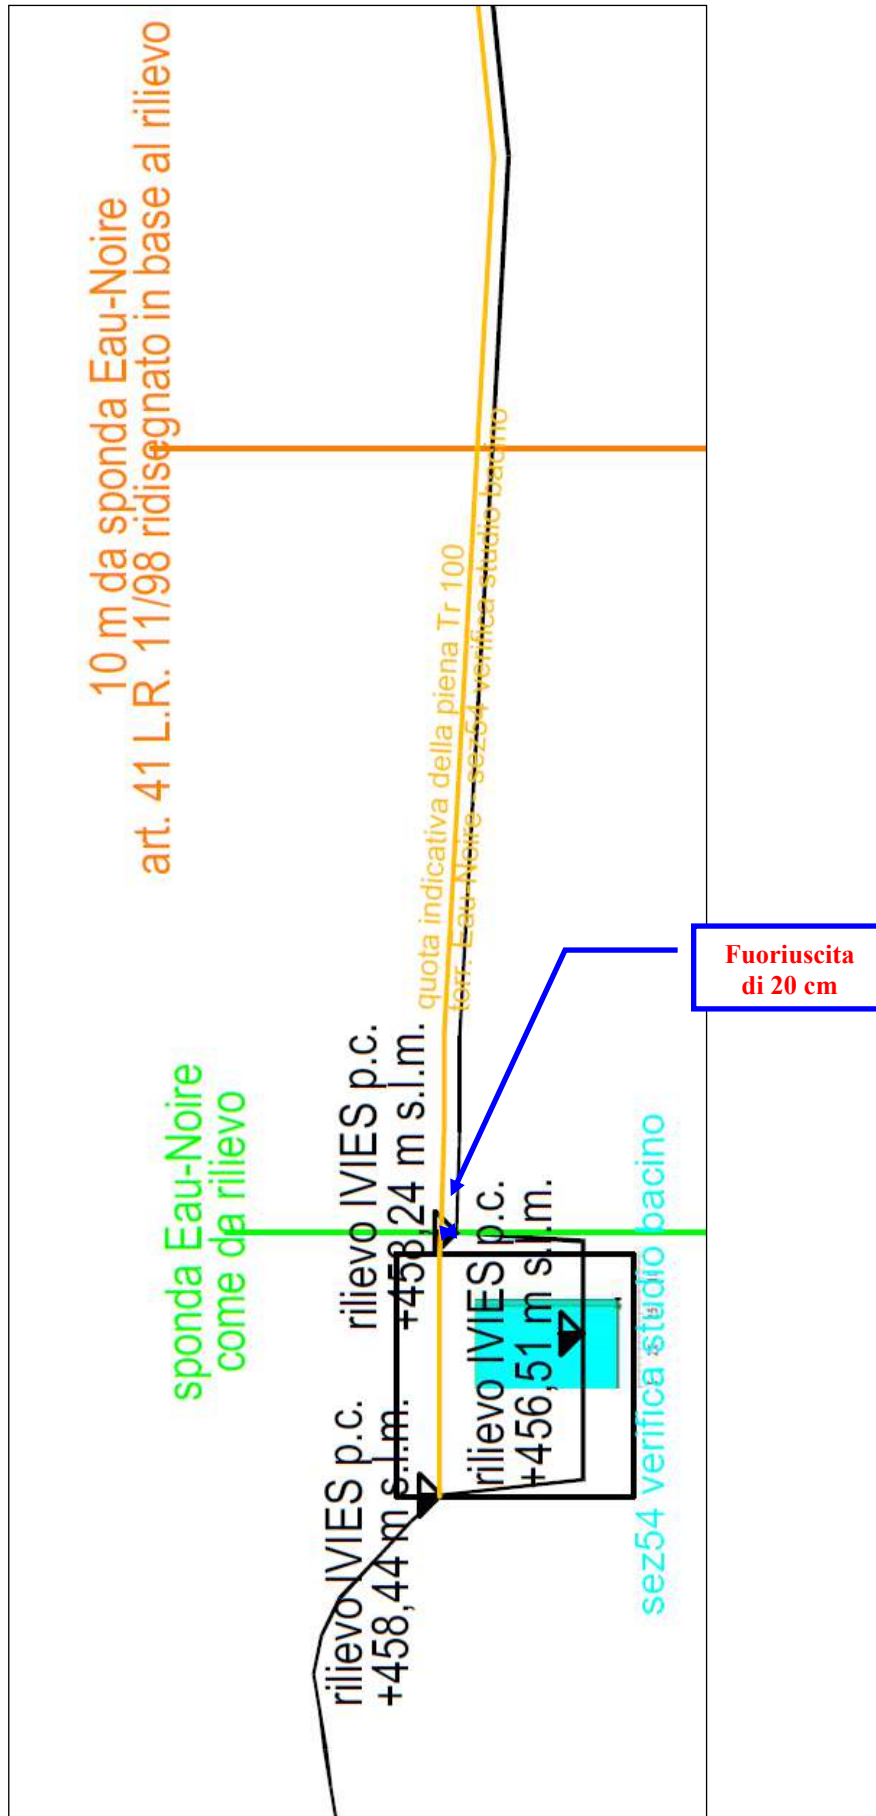 10 m da sponda Eau-Noire
art. 41 L.R. 11/98 ridisegnato in base al rilievo
quota indicativa della piena Tr 100
torr. Eau-Noire - sez54 verifica studio bacino
Fuoriuscita
di 20 cm
sponda Eau-Noire
come da rilievo
rilievo IVIES p.c.
+458,24 m s.l.m.
rilievo IVIES p.c.
+456,51 m s.l.m.
rilievo IVIES p.c.
+458,44 m s.l.m.
sez54 verifica studio bacino